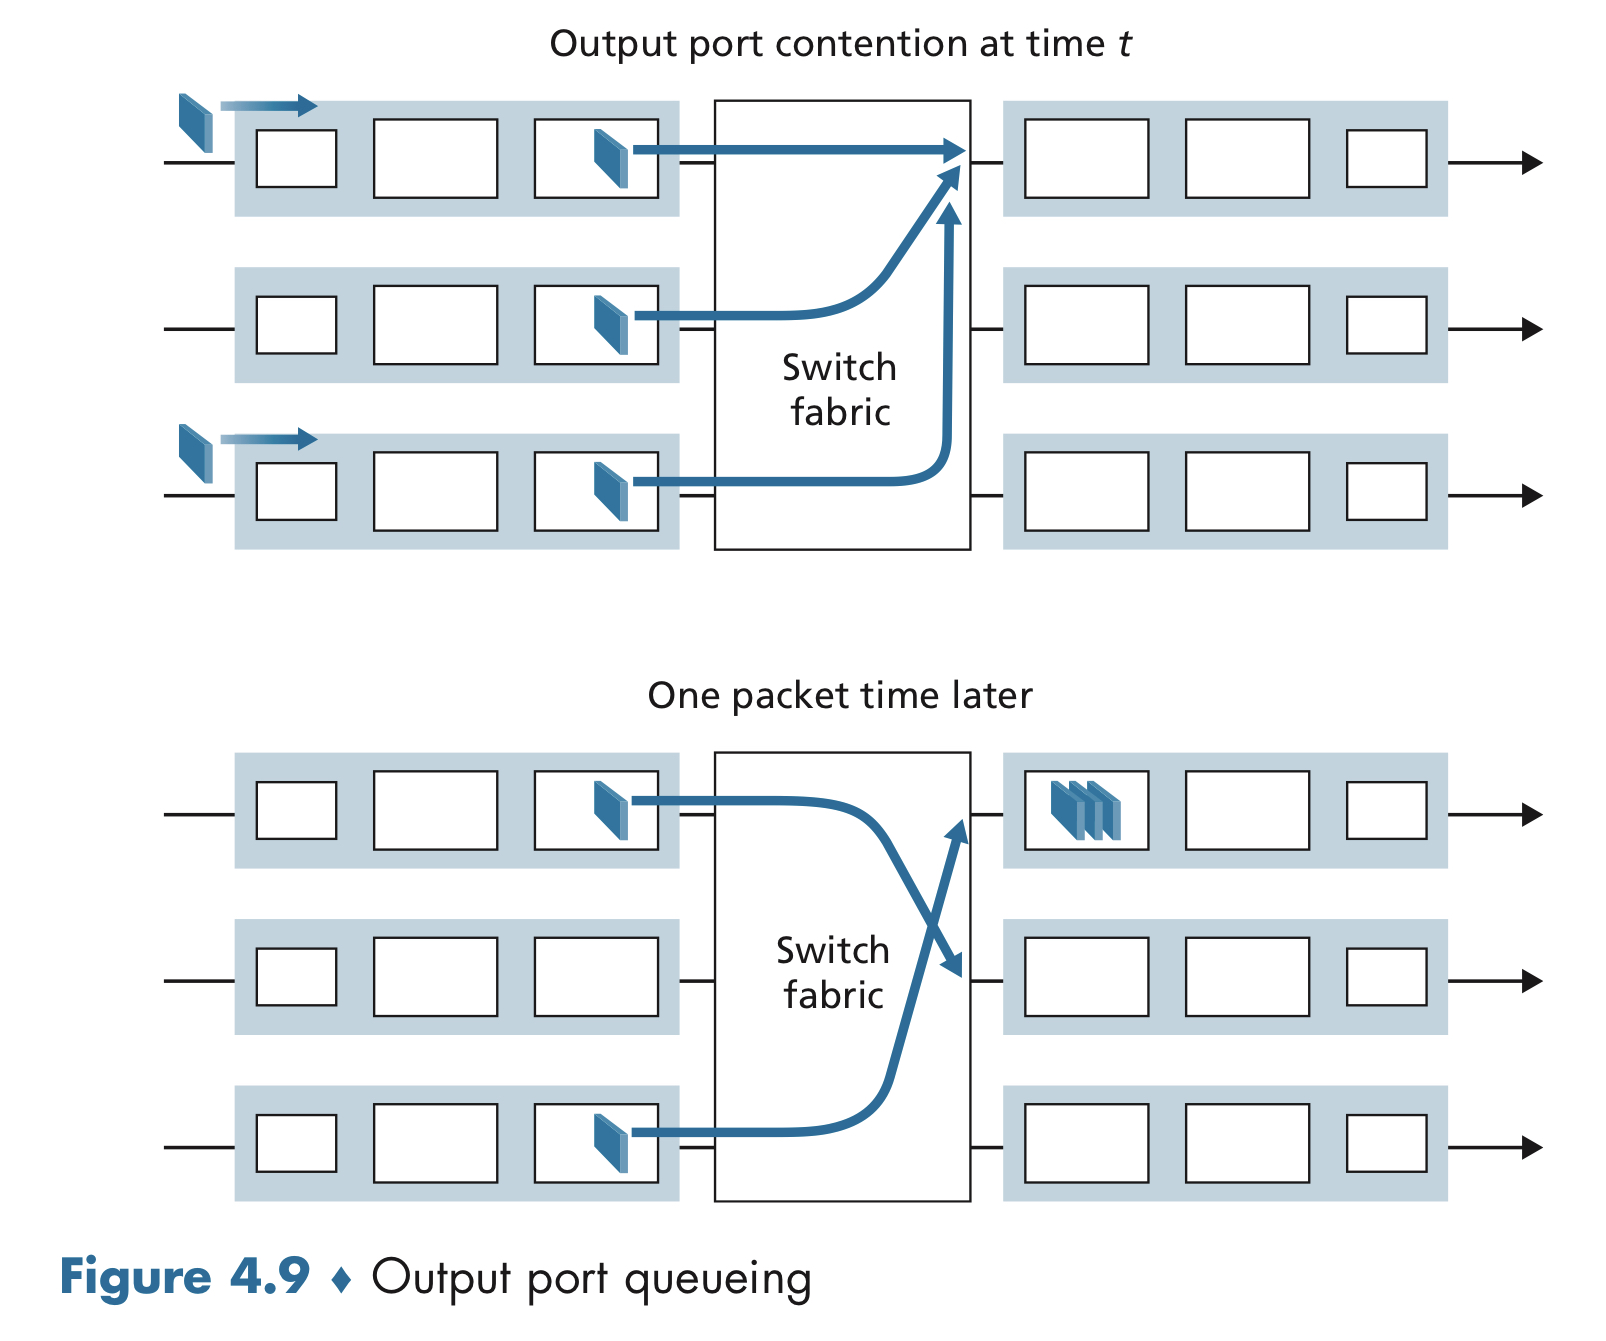 Output port contention at time t
Switch
fabric
One packet time later
Switch
fabric
Figure 4.9 ♦ Output port queueing